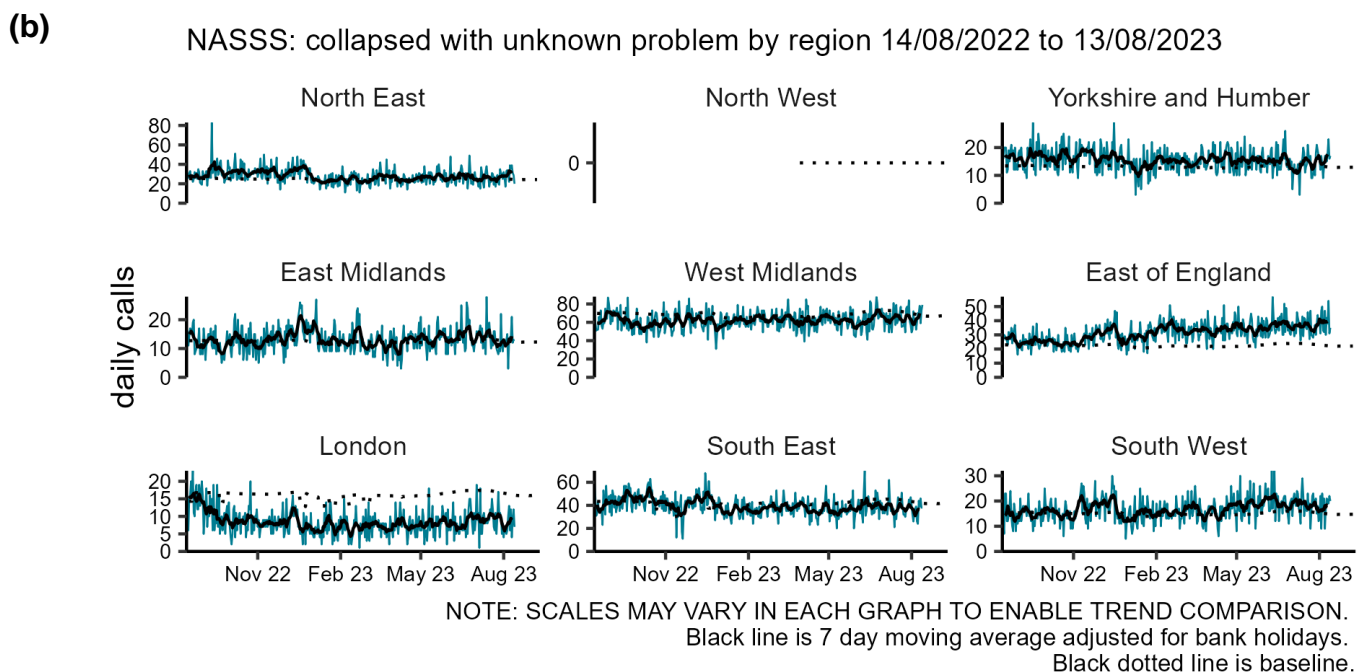 (b)
NASSS: collapsed with unknown problem by region 14/08/2022 to 13/08/2023
North East
North West
Yorkshire and Humber
80
60
40
20
0
0
20
10
0
East Midlands
West Midlands
East of England
20
10
0
80
60
40
20
0
50
40
30
20
10
0
daily calls
London
South East
South West
20
15
10
5
0
60
40
20
0
30
20
10
0
Nov 22 Feb 23 May 23 Aug 23
Nov 22 Feb 23 May 23 Aug 23
Nov 22 Feb 23 May 23 Aug 23
NOTE: SCALES MAY VARY IN EACH GRAPH TO ENABLE TREND COMPARISON.
Black line is 7 day moving average adjusted for bank holidays.
Black dotted line is baseline.